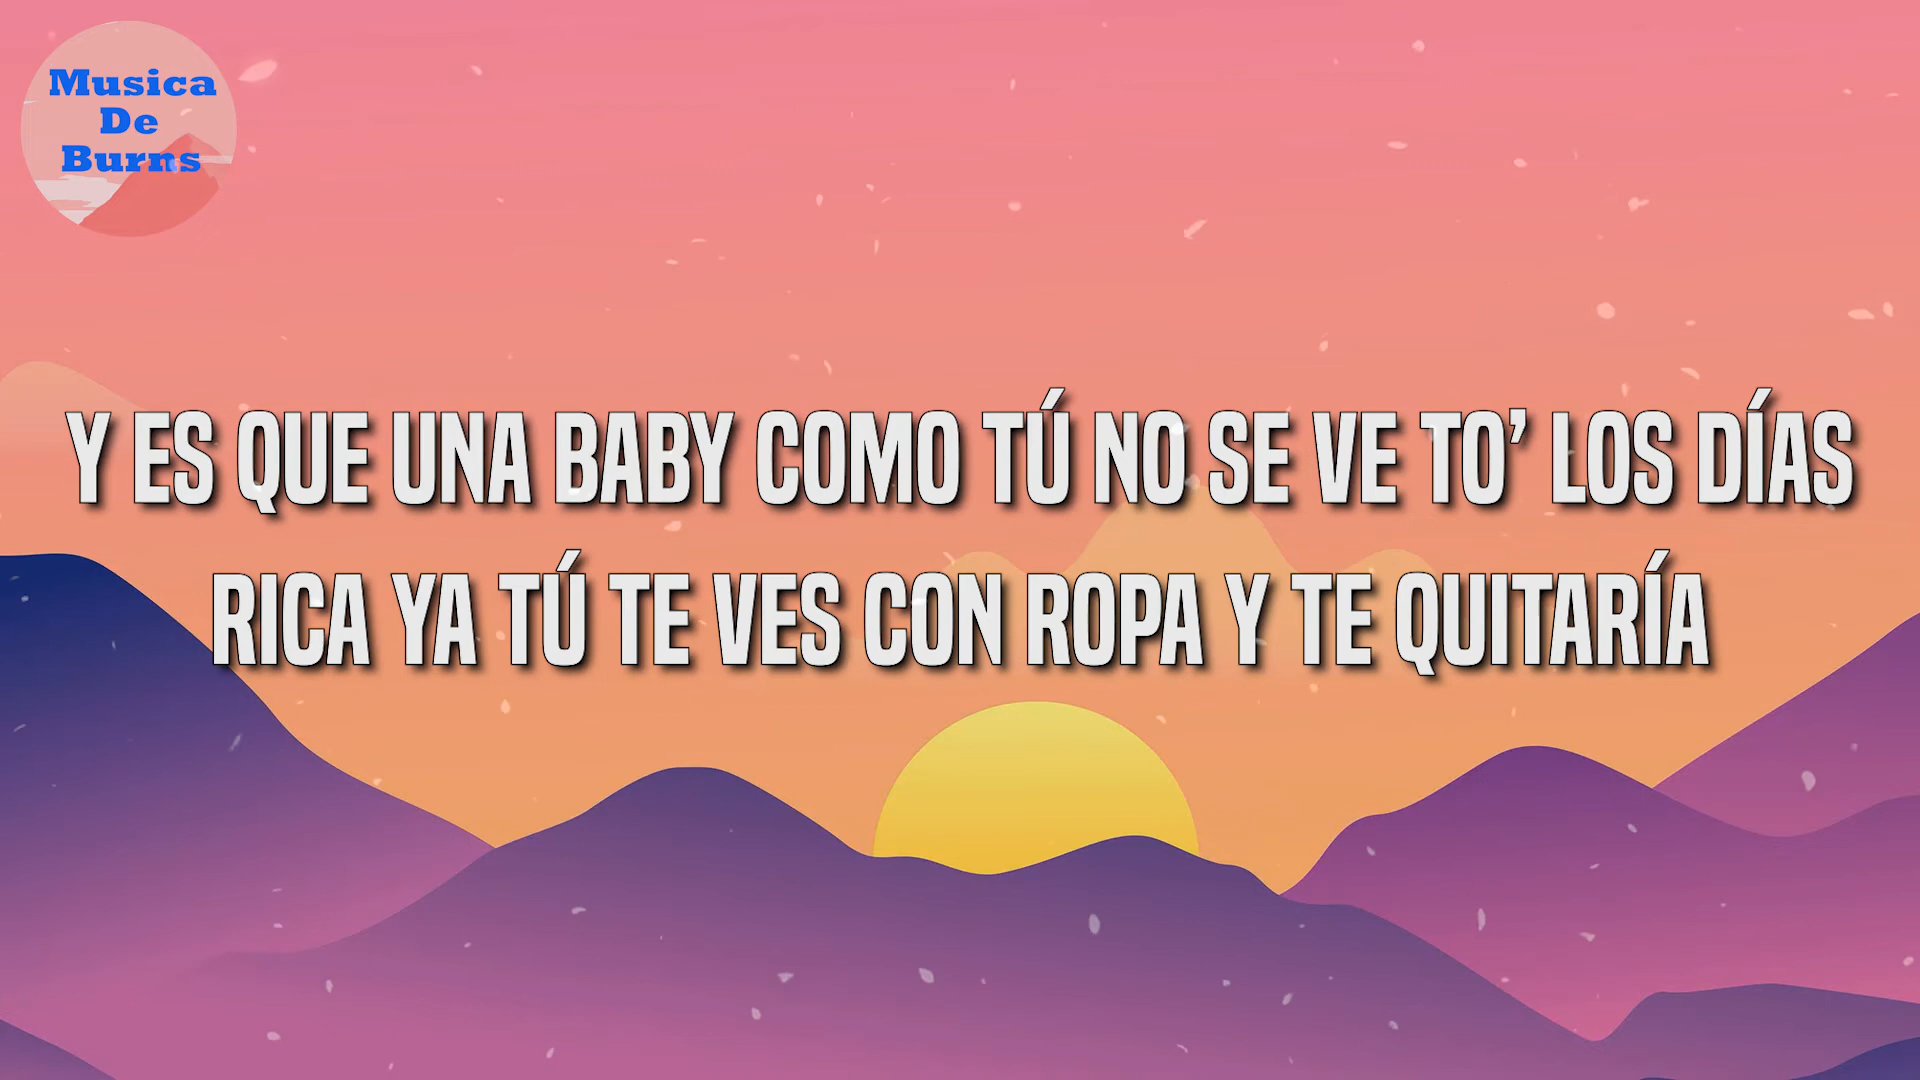 Musica
De
Burns
Y ES QUE UNA BABY COMO TÚ NO SE VE TO’ LOS DÍAS
RICA YA TÚ TE VES CON ROPA Y TE QUITARÍA